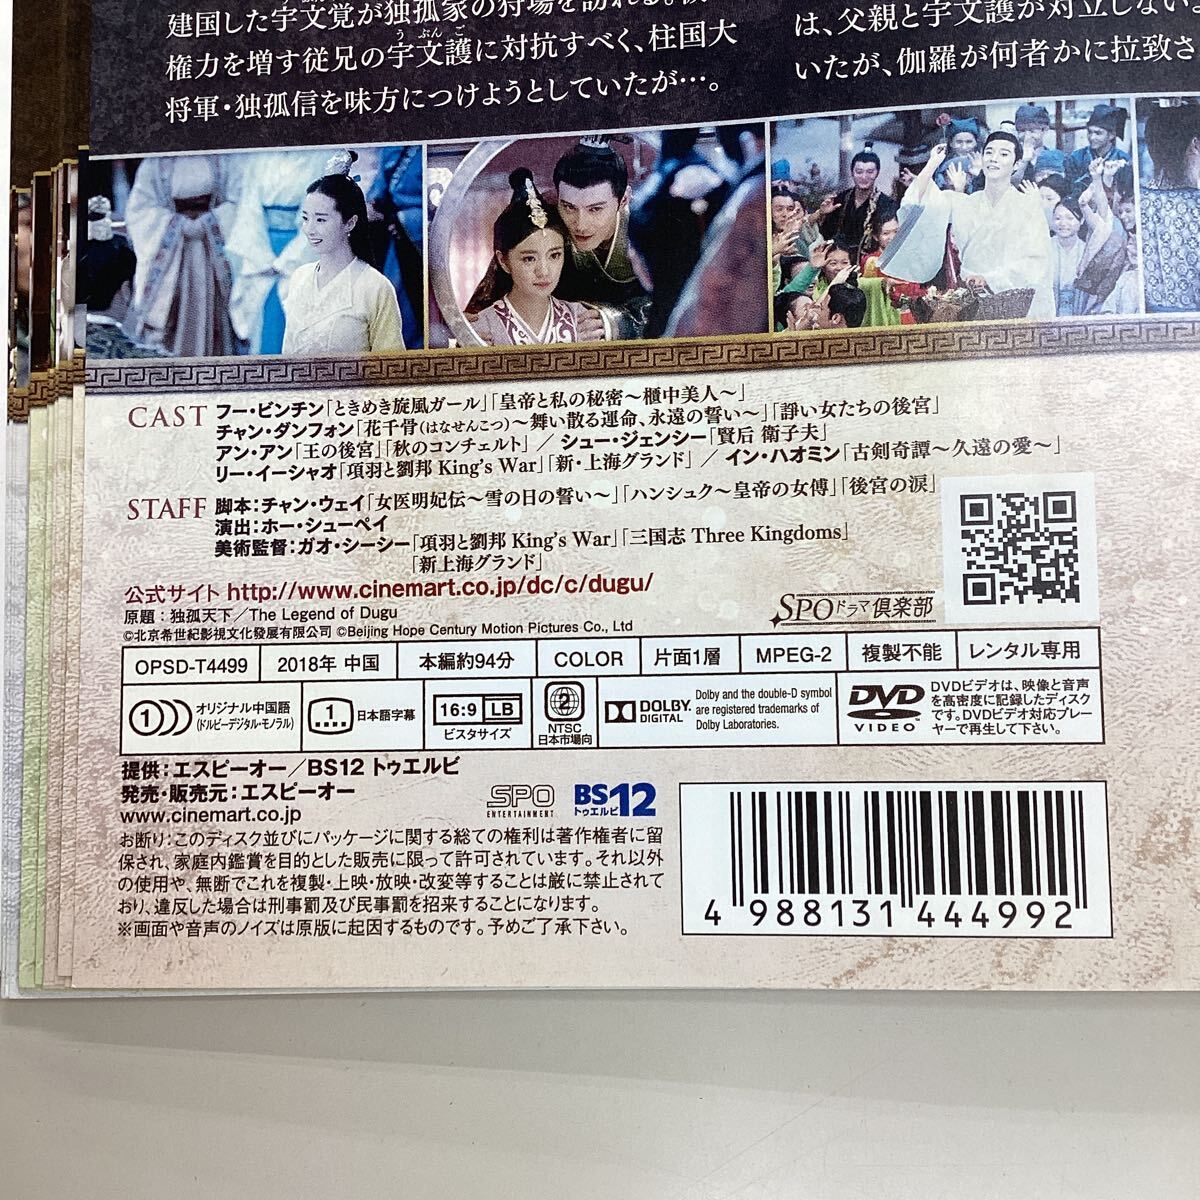 建国した宇文覚が独孤家の狩場を訪れる。
うぶんご
権力を増す従兄の宇文護に対抗すべく、柱国大
将軍・独孤信を味方につけようとしていたが…。
は、父親と宇文護が対立しないよ
いたが、伽羅が何者かに拉致さ
CAST フー・ビンチン「ときめき旋風ガール」「皇帝と私の秘密〜櫃中美人〜」
チャン・ダンフォン「花千骨(はなせんこつ)〜舞い散る運命、永遠の誓い〜」「諍い女たちの後宮」
アン・アン「王の後宮」「秋のコンチェルト」／シュー・ジェンシー「賢后 衛子夫」
リー・イーシャオ「項羽と劉邦 King's War」「新・上海グランド」／イン・ハオミン「古剣奇譚〜久遠の愛〜」
STAFF 脚本：チャン・ウェイ「女医明妃伝〜雪の日の誓い〜」「ハンシュク〜皇帝の女傅」「後宮の涙」
演出：ホー・シューペイ
美術監督：ガオ・シーシー「項羽と劉邦 King's War」「三国志 Three Kingdoms」
「新上海グランド」
公式サイト http://www.cinemart.co.jp/dc/c/dugu/
原題：独孤天下／The Legend of Dugu
©北京希世紀影視文化發展有限公司 ©Beijing Hope Century Motion Pictures Co., Ltd
SPOドラマ倶楽部
OPSD-T4499 2018年 中国 本編約94分 COLOR 片面1層 MPEG-2 複製不能 レンタル専用
1 オリジナル中国語
(ドルビーデジタル・モノラル)
1 日本語字幕
16:9 LB
ビスタサイズ
2
NTSC
日本市場向
DOLBY DIGITAL
Dolby and the double-D symbol
are registered trademarks of
Dolby Laboratories.
DVD VIDEO
DVDビデオは、映像と音声
を高密度に記録したディスク
です。DVDビデオ対応プレー
ヤーで再生して下さい。
提供：エスピーオー／BS12 トゥエルビ
発売・販売元：エスピーオー
www.cinemart.co.jp
SPO ENTERTAINMENT
BS12 トゥエルビ
お断り：このディスク並びにパッケージに関する総ての権利は著作権者に留
保され、家庭内鑑賞を目的とした販売に限って許可されています。それ以外
の使用や、無断でこれを複製・上映・放映・改変等することは厳に禁止されて
おり、違反した場合は刑事罰及び民事罰を招来することになります。
※画面や音声のノイズは原版に起因するものです。予めご了承下さい。
4 988131 444992